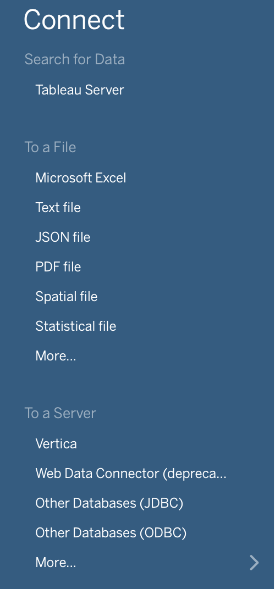 Connect
Search for Data
Tableau Server
To a File
Microsoft Excel
Text file
JSON file
PDF file
Spatial file
Statistical file
More...
To a Server
Vertica
Web Data Connector (depreca...
Other Databases (JDBC)
Other Databases (ODBC)
More...